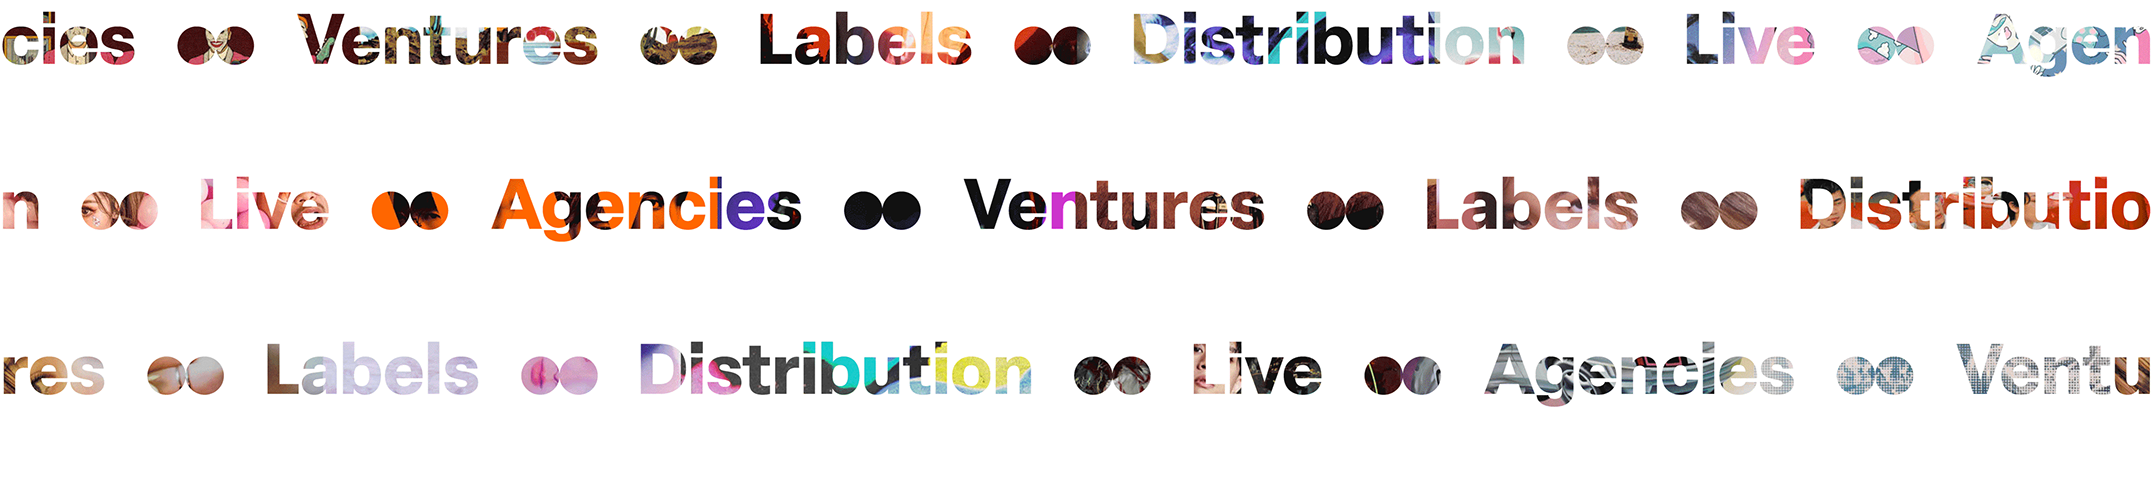 cies Ventures Labels Distribution Live Agen
n Live Agencies Ventures Labels Distributio
res Labels Distribution Live Agencies Ventu